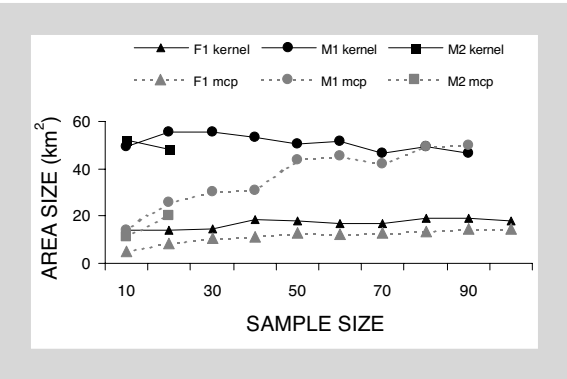 F1 kernel M1 kernel M2 kernel
F1 mcp M1 mcp M2 mcp
AREA SIZE (km²)
60
40
20
0
10 30 50 70 90
SAMPLE SIZE